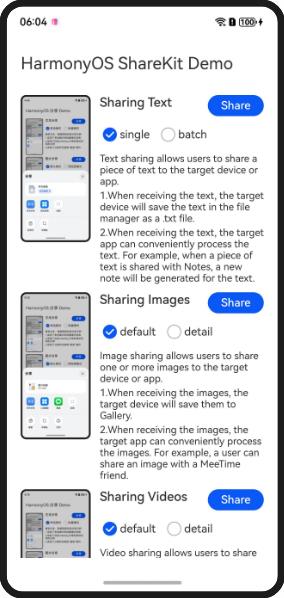 06:04
100
HarmonyOS ShareKit Demo
Sharing Text
Share
single
batch
Text sharing allows users to share a
piece of text to the target device or
app.
1.When receiving the text, the target
device will save the text in the file
manager as a .txt file.
2.When receiving the text, the target
app can conveniently process the
text. For example, when a piece of
text is shared with Notes, a new
note will be generated for the text.
Sharing Images
Share
default
detail
Image sharing allows users to share
one or more images to the target
device or app.
1.When receiving the images, the
target device will save them to
Gallery.
2.When receiving the images, the
target app can conveniently process
the images. For example, a user can
share an image with a MeeTime
friend.
Sharing Videos
Share
default
detail
Video sharing allows users to share